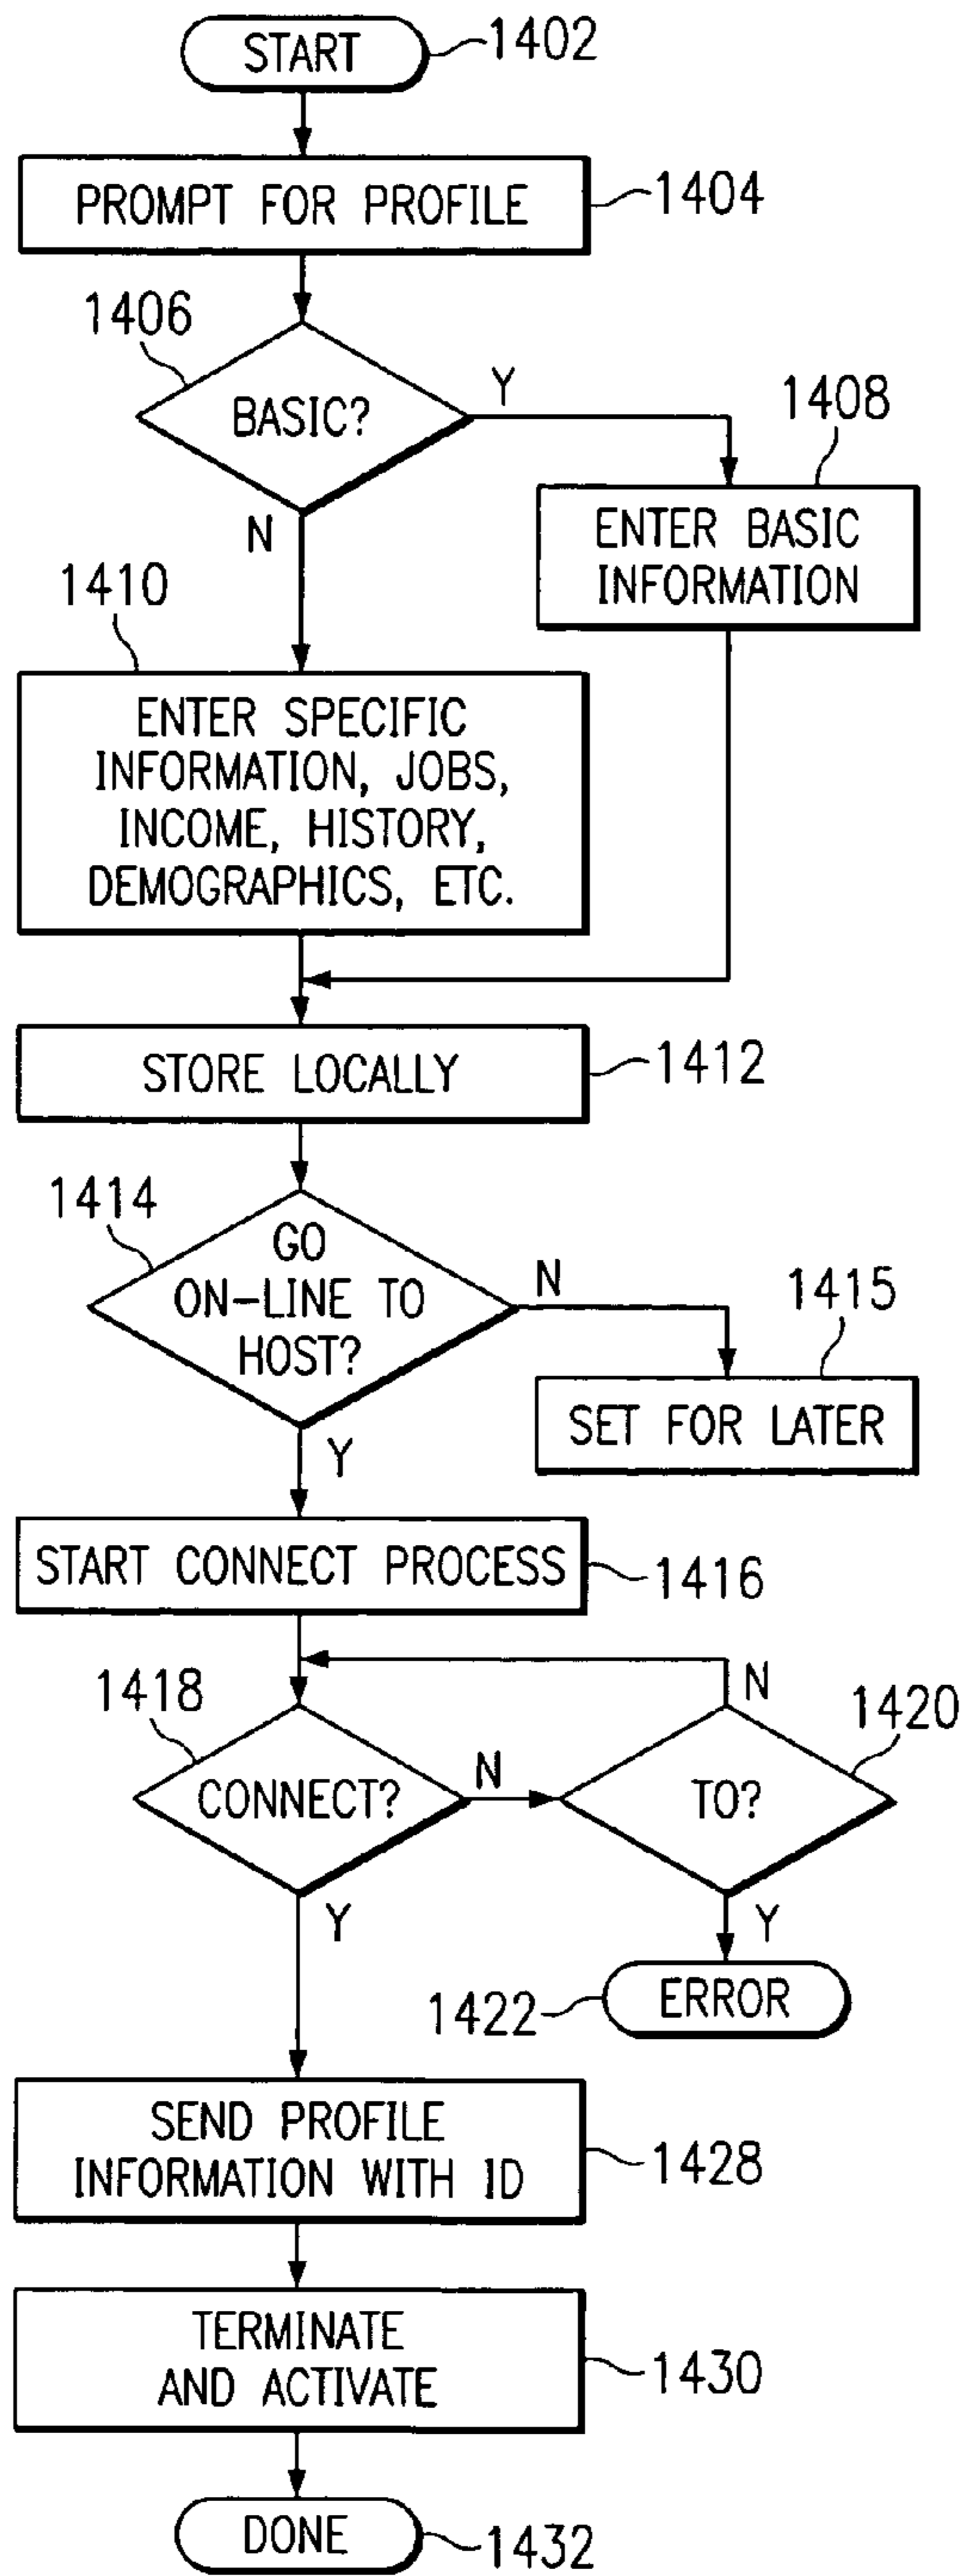 START
1402
PROMPT FOR PROFILE
1404
1406
BASIC?
Y
N
1408
ENTER BASIC
INFORMATION
1410
ENTER SPECIFIC
INFORMATION, JOBS,
INCOME, HISTORY,
DEMOGRAPHICS, ETC.
STORE LOCALLY
1412
1414
GO
ON-LINE TO
HOST?
N
Y
1415
SET FOR LATER
START CONNECT PROCESS
1416
1418
CONNECT?
N
Y
1420
TO?
N
Y
1422
ERROR
SEND PROFILE
INFORMATION WITH ID
1428
TERMINATE
AND ACTIVATE
1430
DONE
1432